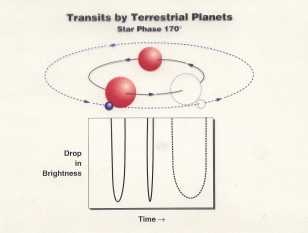 Transits by Terrestrial Planets
Star Phase 170°
Drop
in
Brightness
Time →